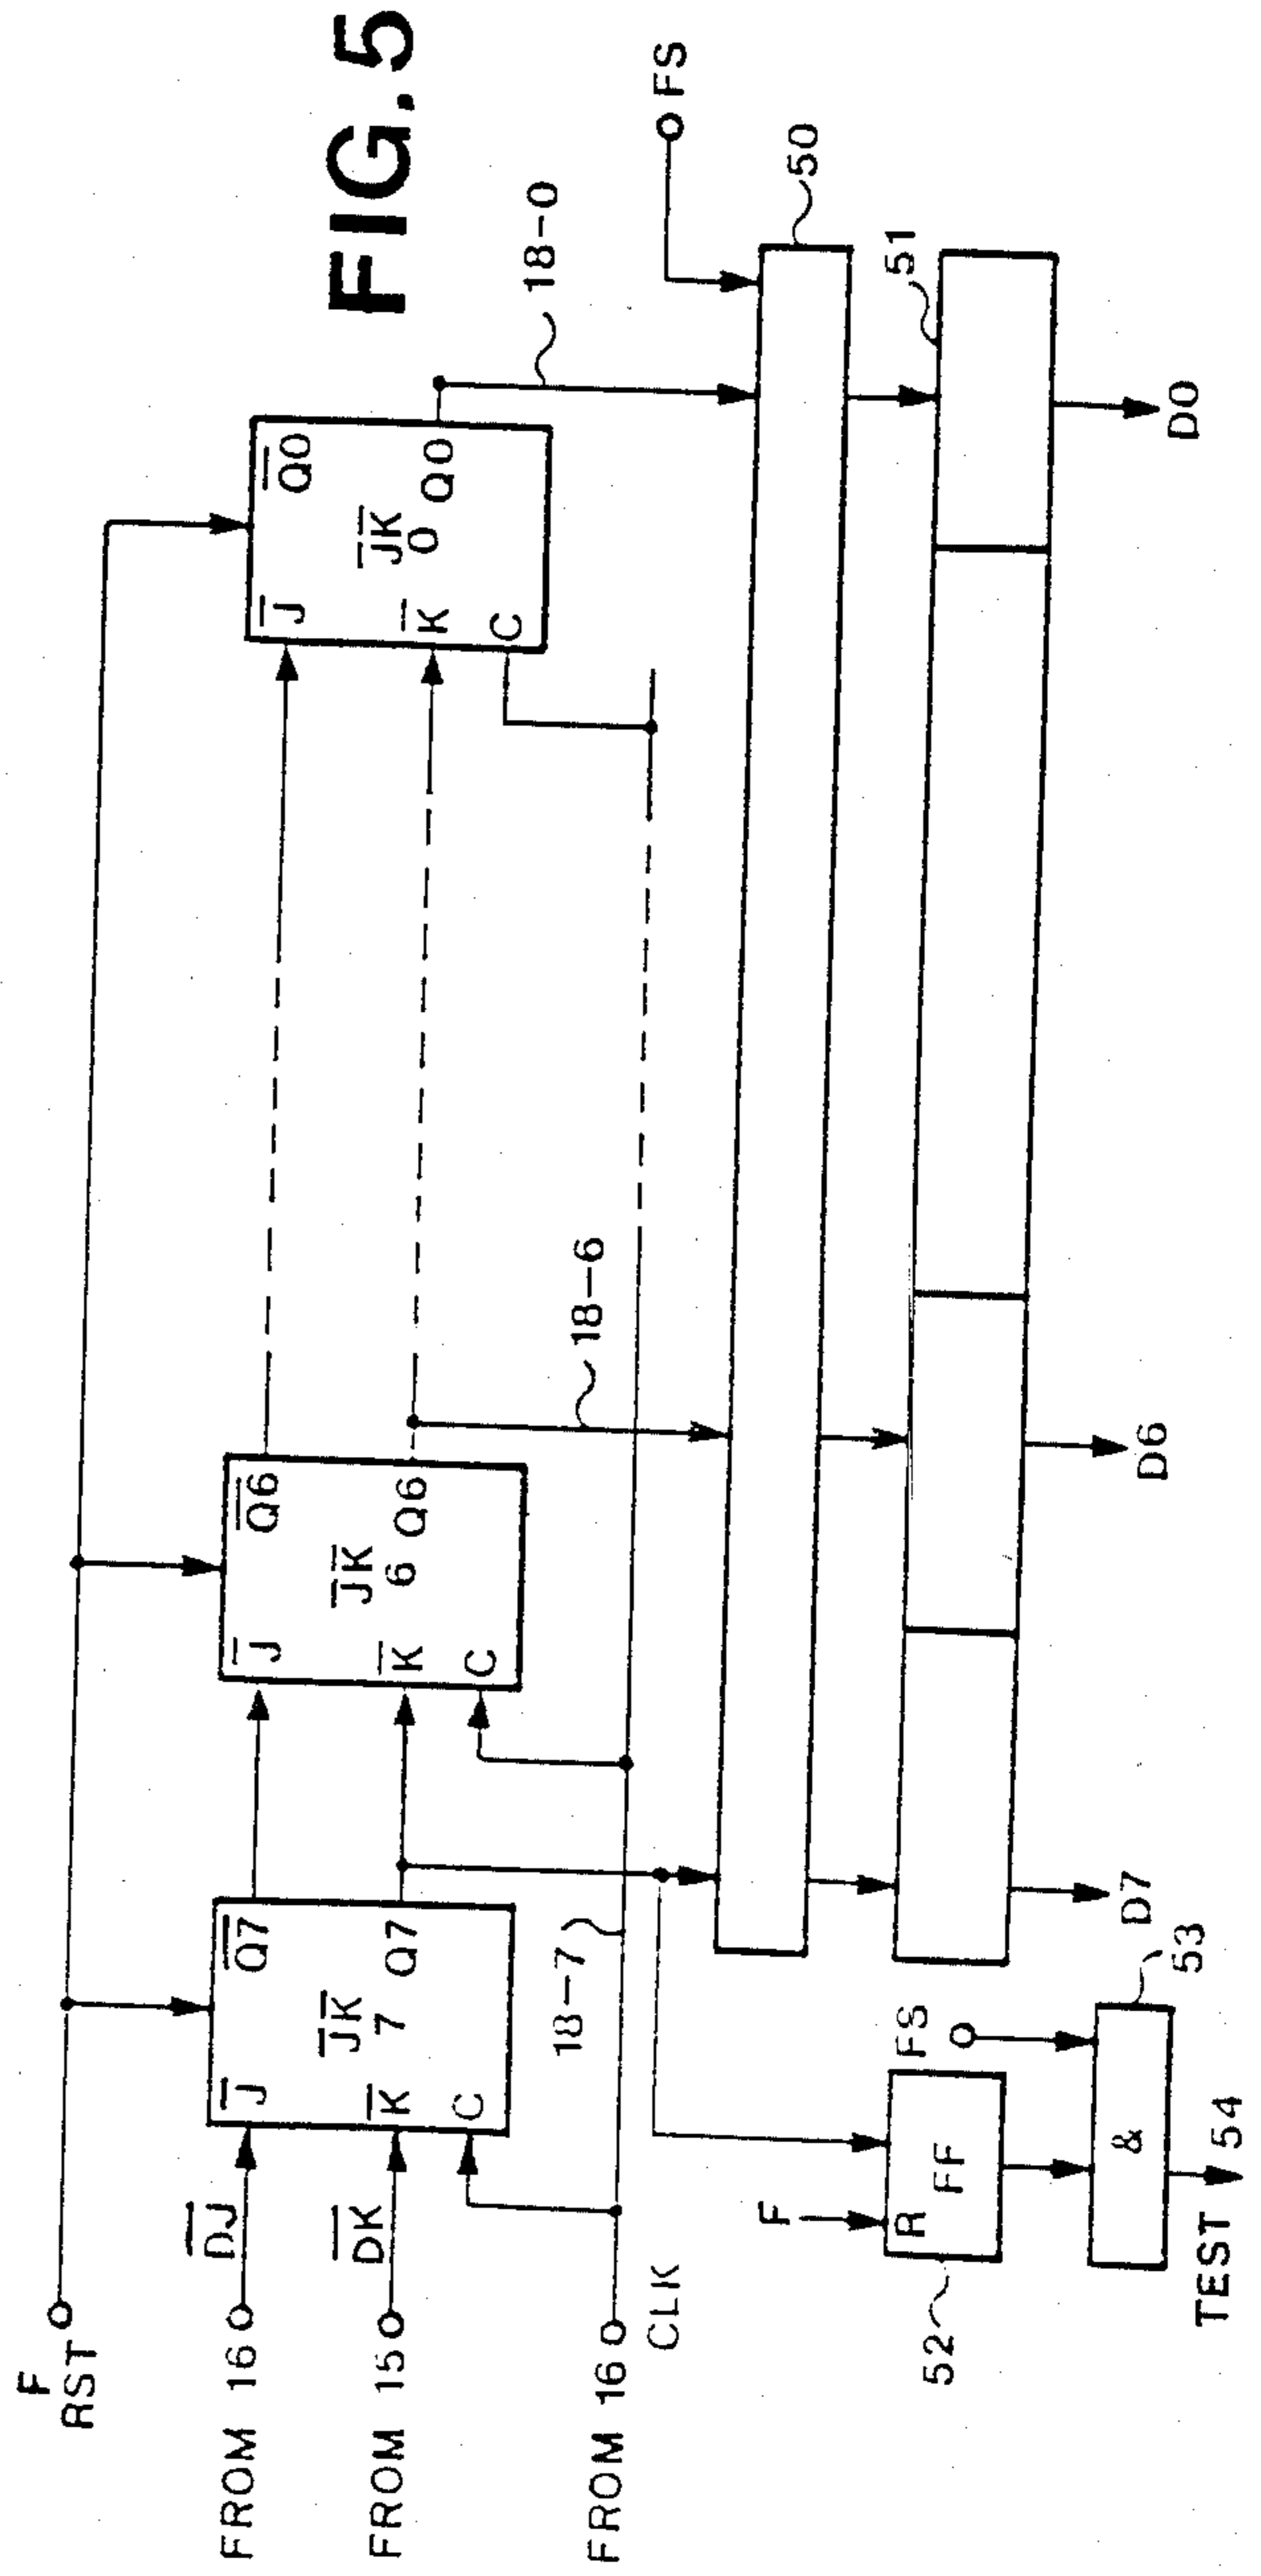 FIG.5
F
RST
FROM 16
DJ
FROM 15
DK
FROM 16
CLK
J
Q7
JK
7
K
Q7
C
J
Q6
JK
6
K
Q6
C
J
Q0
JK
0
K
Q0
C
18-7
18-6
18-0
FS
50
51
D7
D6
D0
F
R
FF
52
FS
&
53
TEST 54